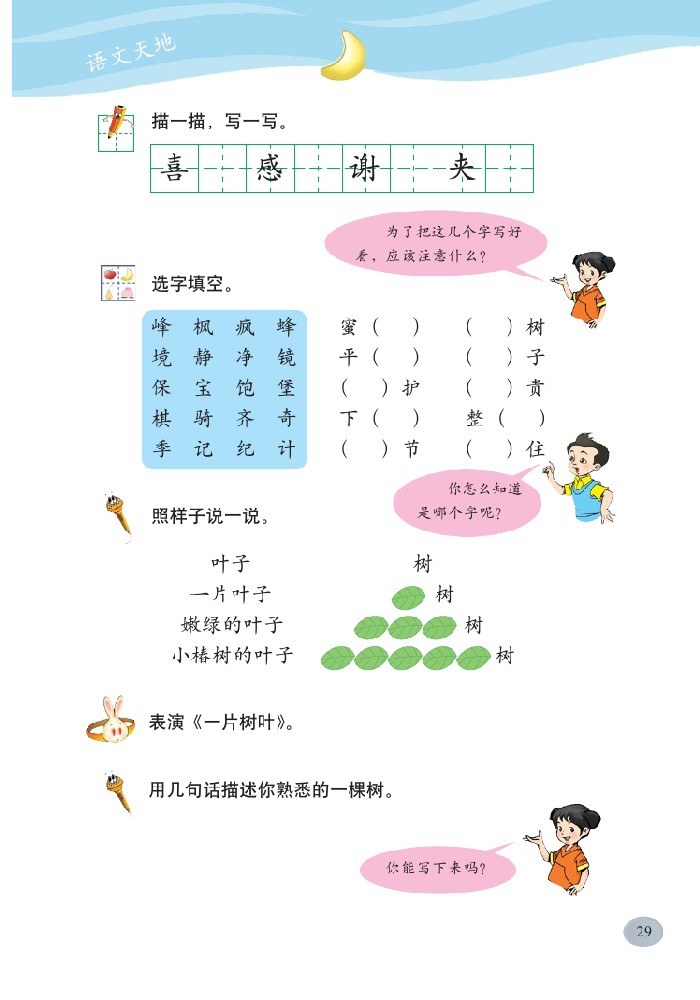 语文天地
描一描，写一写。
喜 感 谢 夹
为了把这几个字写好
看，应该注意什么？
选字填空。
峰 枫 疯 蜂 蜜（ ） （ ）树
境 静 净 镜 平（ ） （ ）子
保 宝 饱 堡 （ ）护 （ ）贵
棋 骑 齐 奇 下（ ） 整（ ）
季 记 纪 计 （ ）节 （ ）住
你怎么知道
是哪个字呢？
照样子说一说。
叶子 树
一片叶子 树
嫩绿的叶子 树
小椿树的叶子 树
表演《一片树叶》。
用几句话描述你熟悉的一棵树。
你能写下来吗？
29